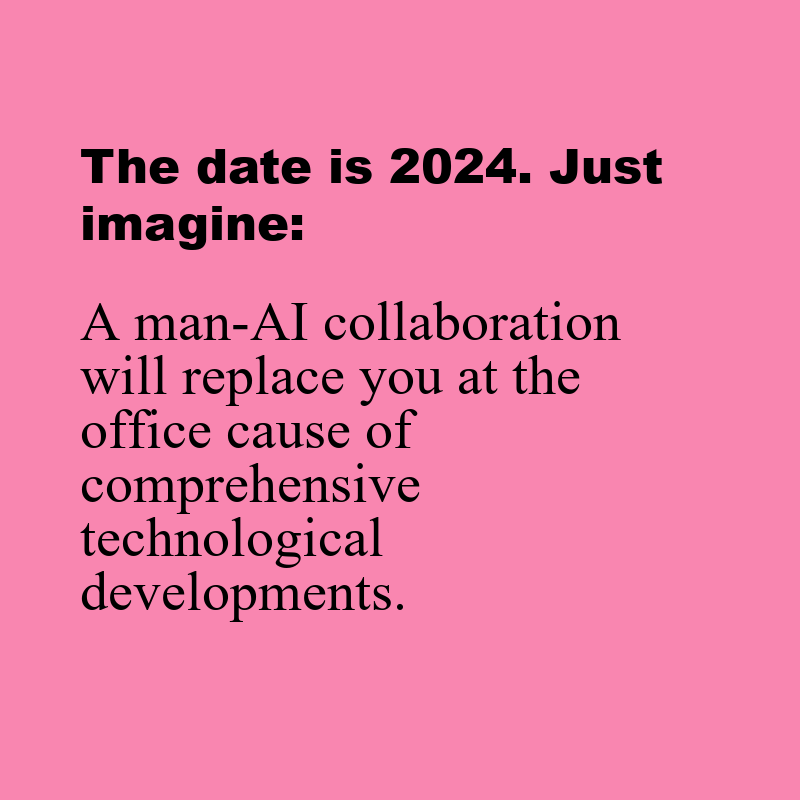 The date is 2024. Just
imagine:
A man-AI collaboration
will replace you at the
office cause of
comprehensive
technological
developments.